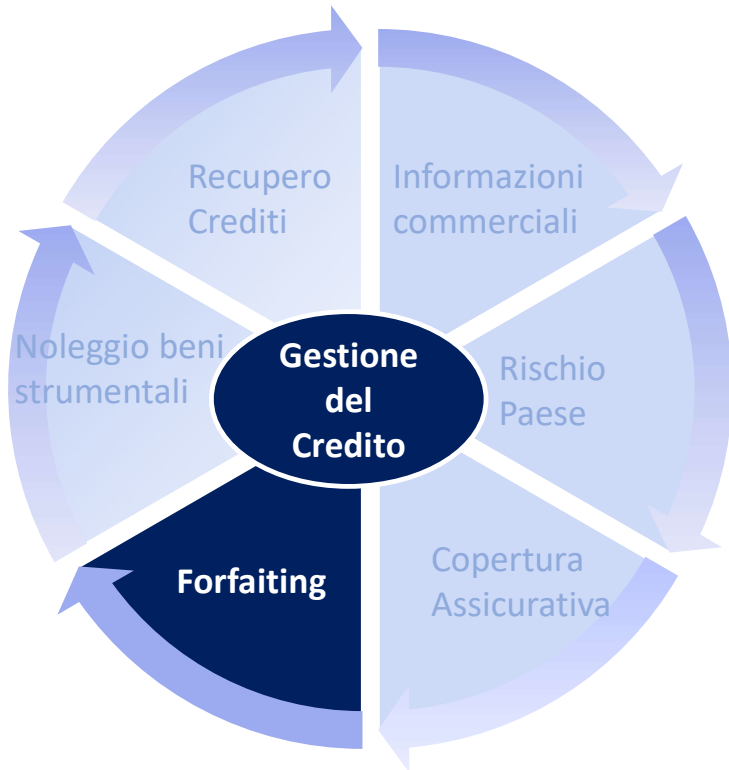 Recupero
Crediti
Informazioni
commerciali
Noleggio beni
strumentali
Gestione
del
Credito
Rischio
Paese
Forfaiting
Copertura
Assicurativa